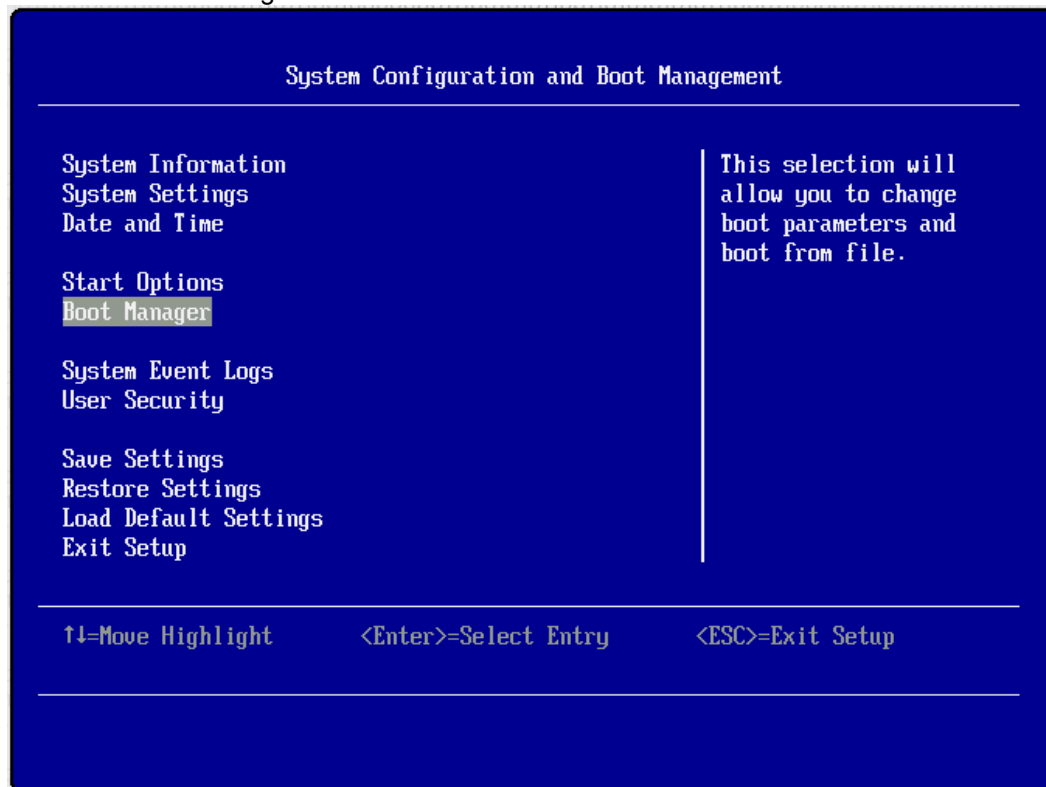 System Configuration and Boot Management
System Information
System Settings
Date and Time
Start Options
Boot Manager
System Event Logs
User Security
Save Settings
Restore Settings
Load Default Settings
Exit Setup
This selection will
allow you to change
boot parameters and
boot from file.
↑↓=Move Highlight <Enter>=Select Entry <ESC>=Exit Setup